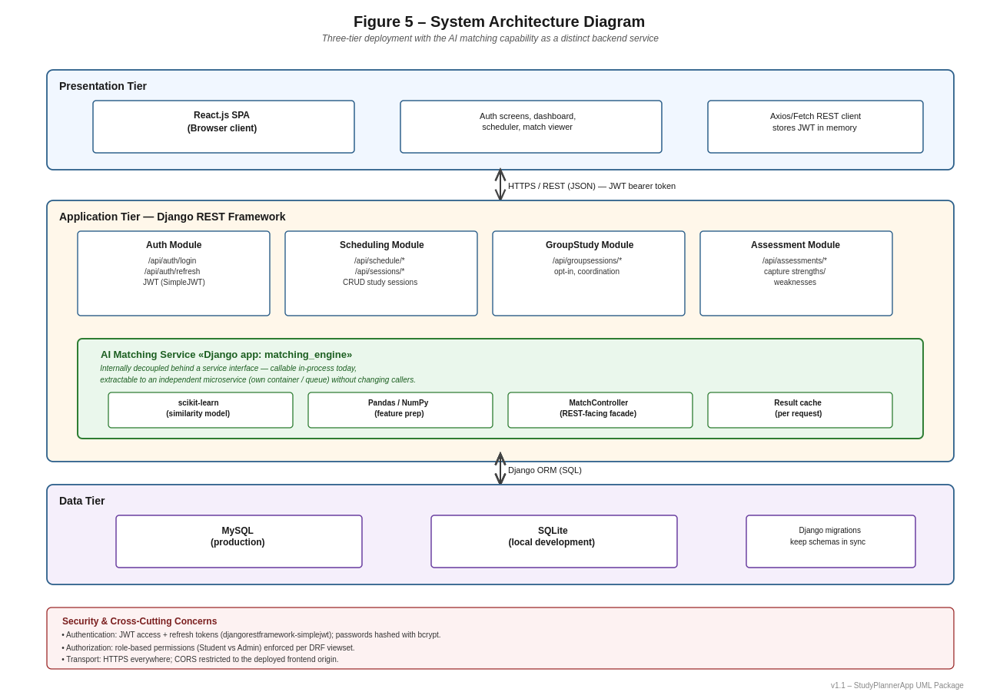 Figure 5 – System Architecture Diagram
Three-tier deployment with the AI matching capability as a distinct backend service
Presentation Tier
React.js SPA
(Browser client)
Auth screens, dashboard,
scheduler, match viewer
Axios/Fetch REST client
stores JWT in memory
HTTPS / REST (JSON) — JWT bearer token
Application Tier — Django REST Framework
Auth Module
/api/auth/login
/api/auth/refresh
JWT (SimpleJWT)
Scheduling Module
/api/schedule/*
/api/sessions/*
CRUD study sessions
GroupStudy Module
/api/groupsessions/*
opt-in, coordination
Assessment Module
/api/assessments/*
capture strengths/
weaknesses
AI Matching Service «Django app: matching_engine»
Internally decoupled behind a service interface — callable in-process today,
extractable to an independent microservice (own container / queue) without changing callers.
scikit-learn
(similarity model)
Pandas / NumPy
(feature prep)
MatchController
(REST-facing facade)
Result cache
(per request)
Django ORM (SQL)
Data Tier
MySQL
(production)
SQLite
(local development)
Django migrations
keep schemas in sync
Security & Cross-Cutting Concerns
• Authentication: JWT access + refresh tokens (djangorestframework-simplejwt); passwords hashed with bcrypt.
• Authorization: role-based permissions (Student vs Admin) enforced per DRF viewset.
• Transport: HTTPS everywhere; CORS restricted to the deployed frontend origin.
v1.1 – StudyPlannerApp UML Package